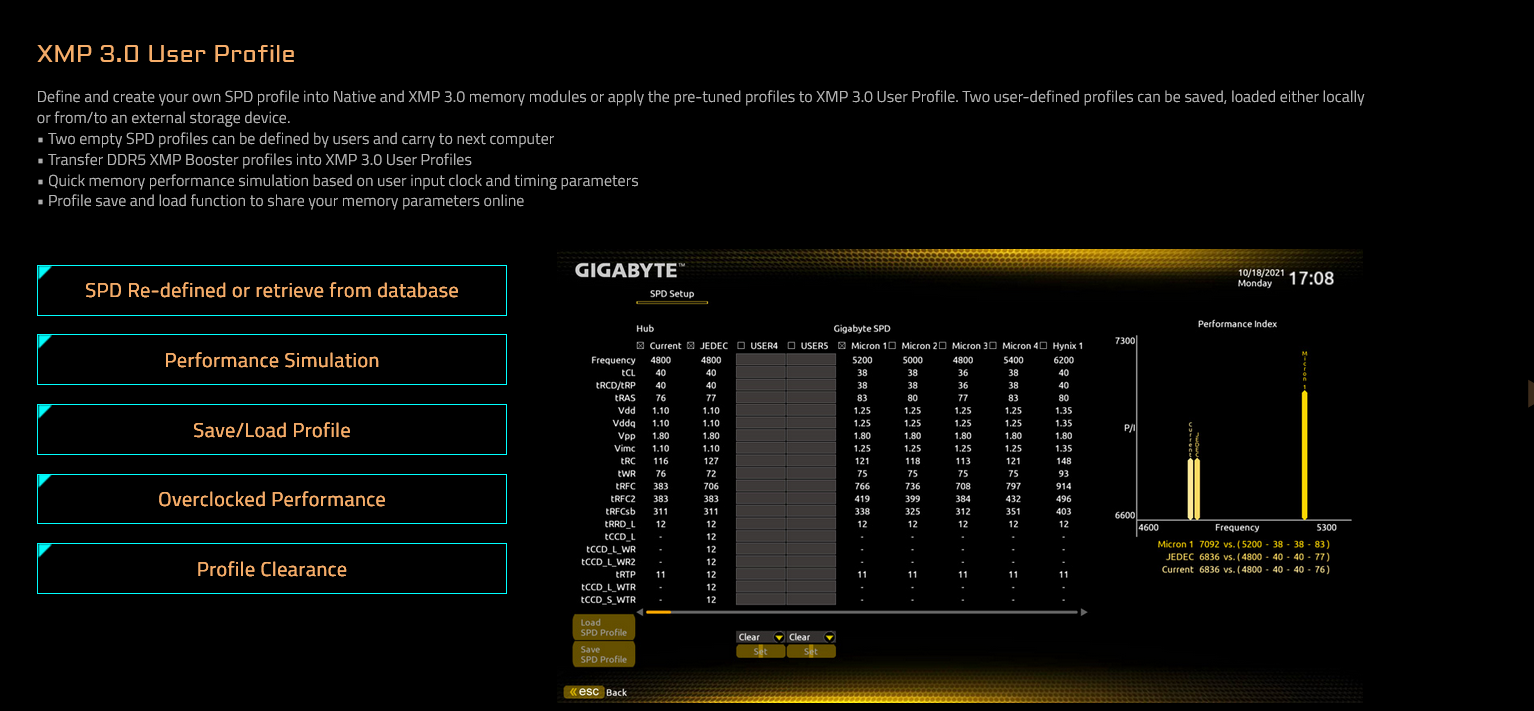 XMP 3.0 User Profile
Define and create your own SPD profile into Native and XMP 3.0 memory modules or apply the pre-tuned profiles to XMP 3.0 User Profile. Two user-defined profiles can be saved, loaded either locally
or from/to an external storage device.
▪ Two empty SPD profiles can be defined by users and carry to next computer
▪ Transfer DDR5 XMP Booster profiles into XMP 3.0 User Profiles
▪ Quick memory performance simulation based on user input clock and timing parameters
▪ Profile save and load function to share your memory parameters online
SPD Re-defined or retrieve from database
Performance Simulation
Save/Load Profile
Overclocked Performance
Profile Clearance
GIGABYTE™
10/18/2021
Monday
17:08
SPD Setup
Hub Gigabyte SPD
☒ Current ☒ JEDEC ☐ USER4 ☐ USER5 ☒ Micron 1 ☐ Micron 2 ☐ Micron 3 ☐ Micron 4 ☐ Hynix 1
Frequency 4800 4800 5200 5000 4800 5400 6200
tCL 40 40 38 38 36 38 40
tRCD/tRP 40 40 38 38 36 38 40
tRAS 76 77 83 80 77 83 80
Vdd 1.10 1.10 1.25 1.25 1.25 1.25 1.35
Vddq 1.10 1.10 1.25 1.25 1.25 1.25 1.35
Vpp 1.80 1.80 1.80 1.80 1.80 1.80 1.80
Vimc 1.10 1.10 1.25 1.25 1.25 1.25 1.35
tRC 116 127 121 118 113 121 148
tWR 76 72 75 75 75 75 93
tRFC 383 706 766 736 708 797 914
tRFC2 383 383 419 399 384 432 496
tRFCsb 311 311 338 325 312 351 403
tRRD_L 12 12 12 12 12 12 12
tCCD_L - 12 - - - - -
tCCD_L_WR - 12 - - - - -
tCCD_L_WR2 - 12 - - - - -
tRTP 11 12 11 11 11 11 11
tCCD_L_WTR - 12 - - - - -
tCCD_S_WTR - 12 - - - - -
Load
SPD Profile
Save
SPD Profile
Clear Clear
Set Set
esc Back
Performance Index
7300
P/I
6600
Current
JEDEC
Micron 1
4600 Frequency 5300
Micron 1 7092 vs. ( 5200 - 38 - 38 - 83 )
JEDEC 6836 vs. ( 4800 - 40 - 40 - 77 )
Current 6836 vs. ( 4800 - 40 - 40 - 76 )